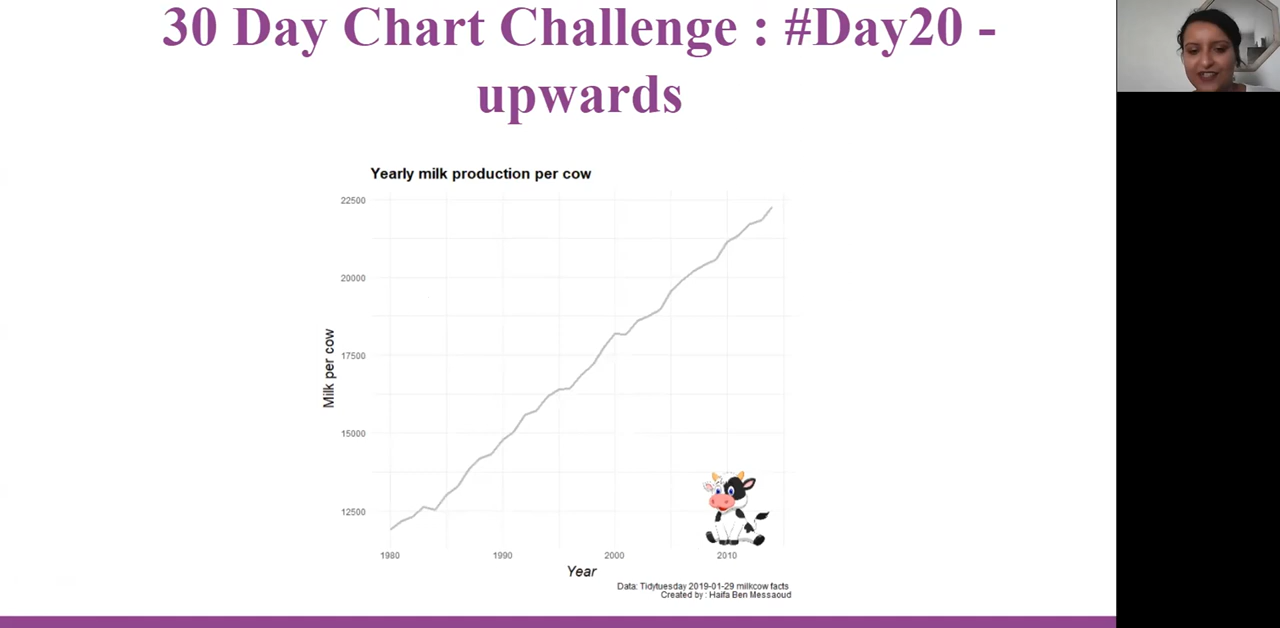 30 Day Chart Challenge : #Day20 -
upwards
Yearly milk production per cow
22500
20000
17500
15000
12500
Milk per cow
1980 1990 2000 2010
Year
Data: Tidytuesday 2019-01-29 milkcow facts
Created by : Haifa Ben Messaoud